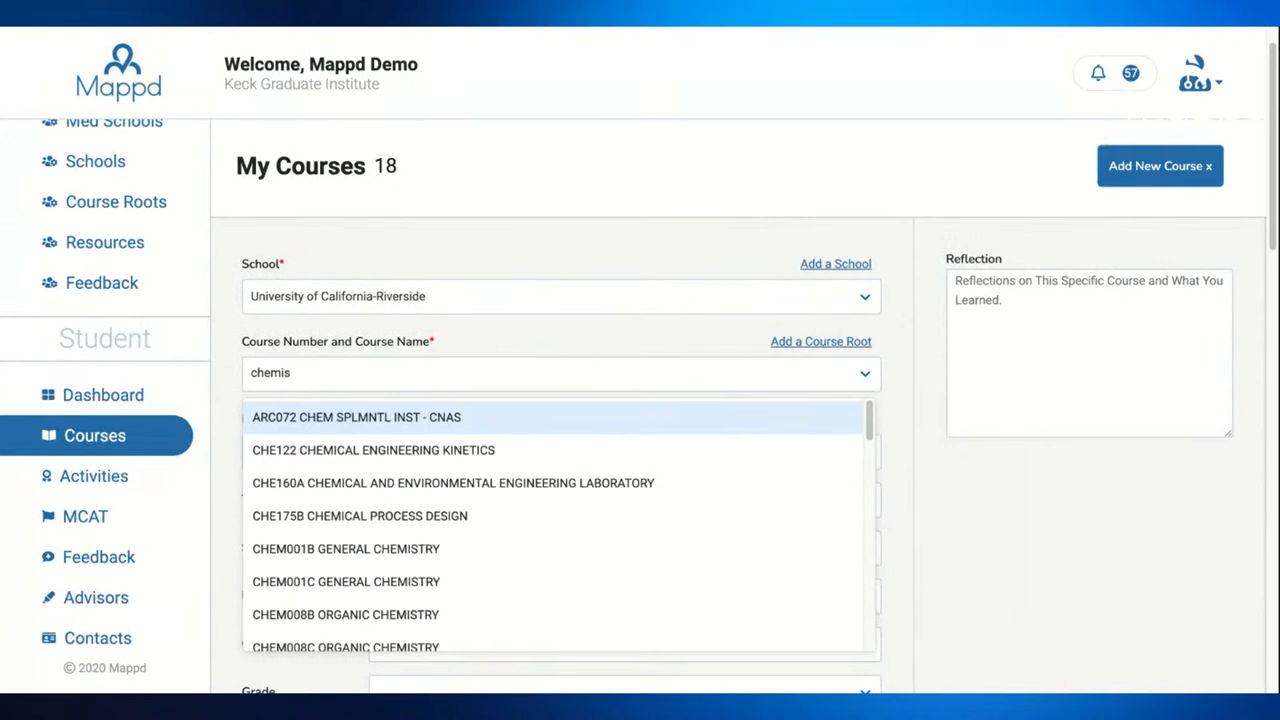 Mappd
Welcome, Mappd Demo
Keck Graduate Institute
57
Med Schools
Schools
Course Roots
Resources
Feedback
Student
Dashboard
Courses
Activities
MCAT
Feedback
Advisors
Contacts
© 2020 Mappd
My Courses 18
Add New Course x
School*
Add a School
University of California-Riverside
Course Number and Course Name*
Add a Course Root
chemis
ARC072 CHEM SPLMNTL INST - CNAS
CHE122 CHEMICAL ENGINEERING KINETICS
CHE160A CHEMICAL AND ENVIRONMENTAL ENGINEERING LABORATORY
CHE175B CHEMICAL PROCESS DESIGN
CHEM001B GENERAL CHEMISTRY
CHEM001C GENERAL CHEMISTRY
CHEM008B ORGANIC CHEMISTRY
CHEM008C ORGANIC CHEMISTRY
Grade
Reflection
Reflections on This Specific Course and What You
Learned.